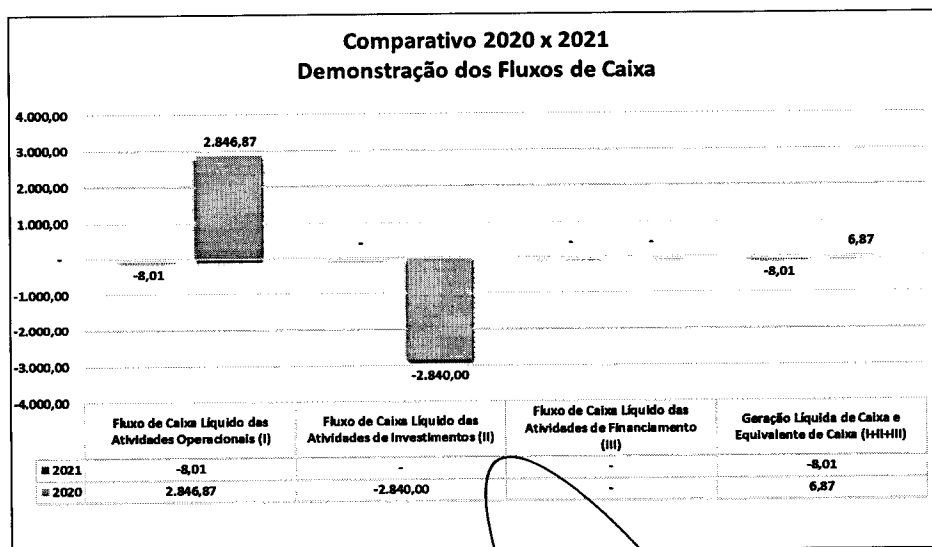 Comparativo 2020 x 2021
Demonstração dos Fluxos de Caixa
4.000,00
3.000,00
2.000,00
1.000,00
-
-1.000,00
-2.000,00
-3.000,00
-4.000,00
-8,01
2.846,87
-
-2.840,00
-
-
-8,01
6,87
Fluxo de Caixa Líquido das
Atividades Operacionais (I)
Fluxo de Caixa Líquido das
Atividades de Investimentos (II)
Fluxo de Caixa Líquido das
Atividades de Financiamento
(III)
Geração Líquida de Caixa e
Equivalente de Caixa (I+II+III)
2021 -8,01 - - -8,01
2020 2.846,87 -2.840,00 - 6,87